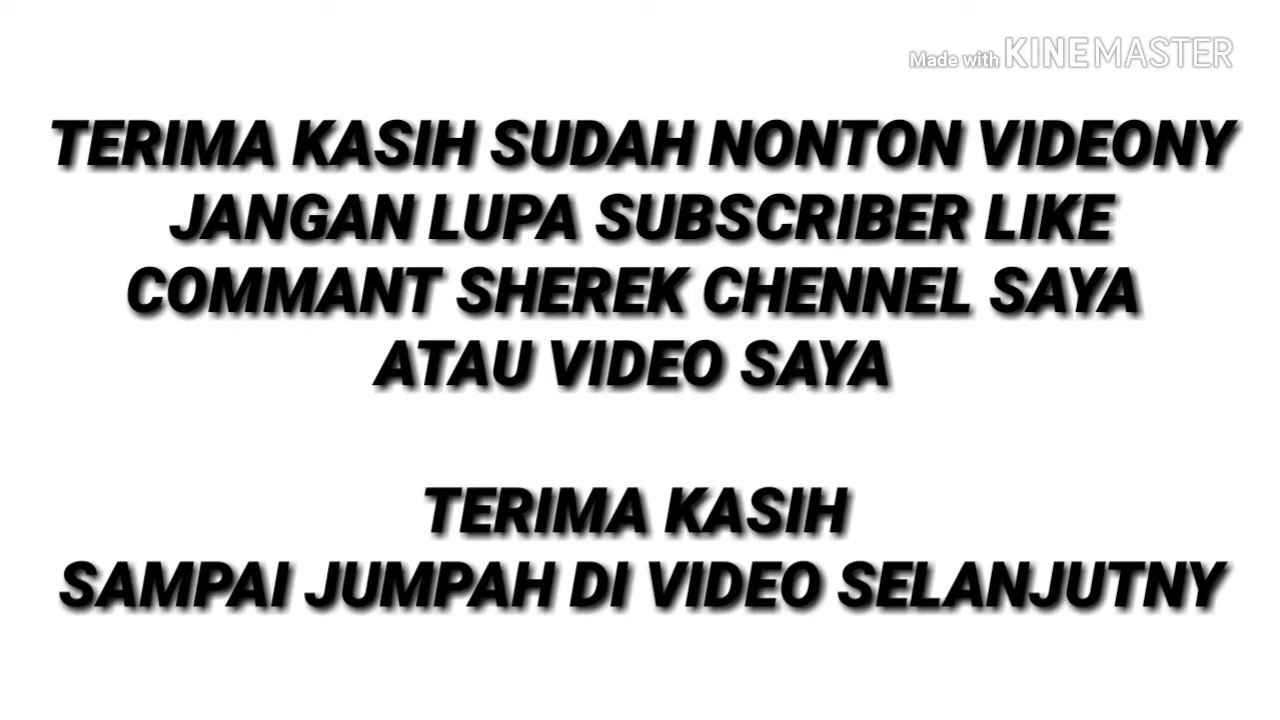 Made with KINEMASTER
TERIMA KASIH SUDAH NONTON VIDEONY
JANGAN LUPA SUBSCRIBER LIKE
COMMANT SHEREK CHENNEL SAYA
ATAU VIDEO SAYA
TERIMA KASIH
SAMPAI JUMPAH DI VIDEO SELANJUTNY